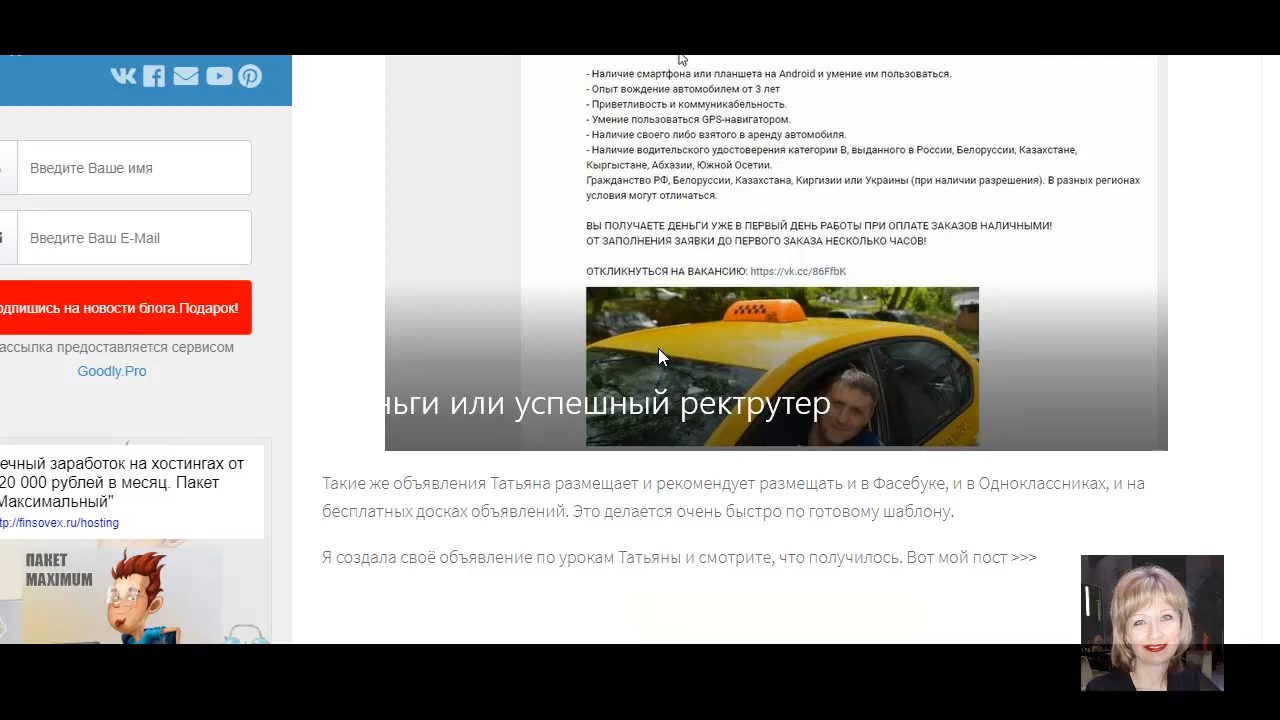 Введите Ваше имя
Введите Ваш E-Mail
одпишись на новости блога.Подарок!
ассылка предоставляется сервисом
Goodly.Pro
ечный заработок на хостингах от
20 000 рублей в месяц. Пакет
Максимальный"
tp://finsovex.ru/hosting
ПАКЕТ
MAXIMUM
- Наличие смартфона или планшета на Android и умение им пользоваться.
- Опыт вождение автомобилем от 3 лет
- Приветливость и коммуникабельность.
- Умение пользоваться GPS-навигатором.
- Наличие своего либо взятого в аренду автомобиля.
- Наличие водительского удостоверения категории B, выданного в России, Белоруссии, Казахстане,
Кыргыстане, Абхазии, Южной Осетии.
Гражданство РФ, Белоруссии, Казахстана, Киргизии или Украины (при наличии разрешения). В разных регионах
условия могут отличаться.
ВЫ ПОЛУЧАЕТЕ ДЕНЬГИ УЖЕ В ПЕРВЫЙ ДЕНЬ РАБОТЫ ПРИ ОПЛАТЕ ЗАКАЗОВ НАЛИЧНЫМИ!
ОТ ЗАПОЛНЕНИЯ ЗАЯВКИ ДО ПЕРВОГО ЗАКАЗА НЕСКОЛЬКО ЧАСОВ!
ОТКЛИКНУТЬСЯ НА ВАКАНСИЮ: https://vk.cc/86FfbK
ньги или успешный ректрутер
Такие же объявления Татьяна размещает и рекомендует размещать и в Фасебуке, и в Одноклассниках, и на
бесплатных досках объявлений. Это делается очень быстро по готовому шаблону.
Я создала своё объявление по урокам Татьяны и смотрите, что получилось. Вот мой пост >>>